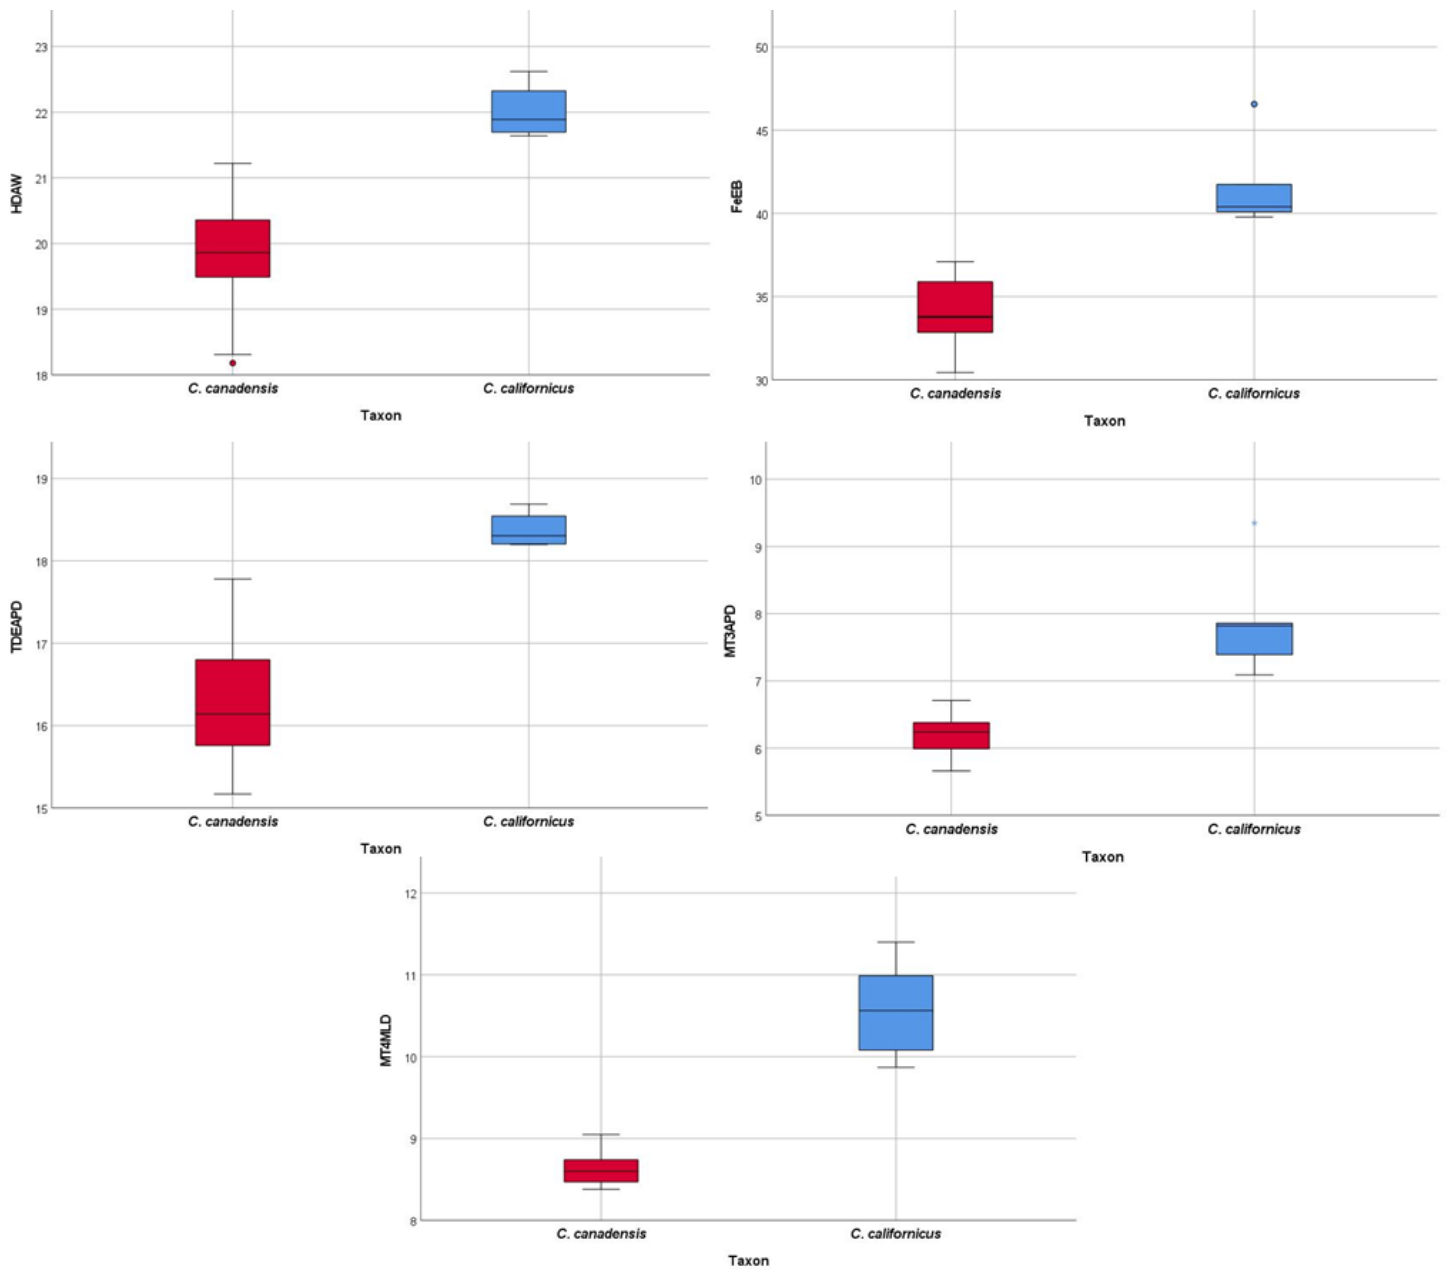 HDAW
23
22
21
20
19
18
C. canadensis
C. californicus
Taxon
FeEB
50
45
40
35
30
C. canadensis
C. californicus
Taxon
TDEAPD
19
18
17
16
15
C. canadensis
C. californicus
Taxon
MT3APD
10
9
8
7
6
5
C. canadensis
C. californicus
Taxon
MT4MLD
12
11
10
9
8
C. canadensis
C. californicus
Taxon